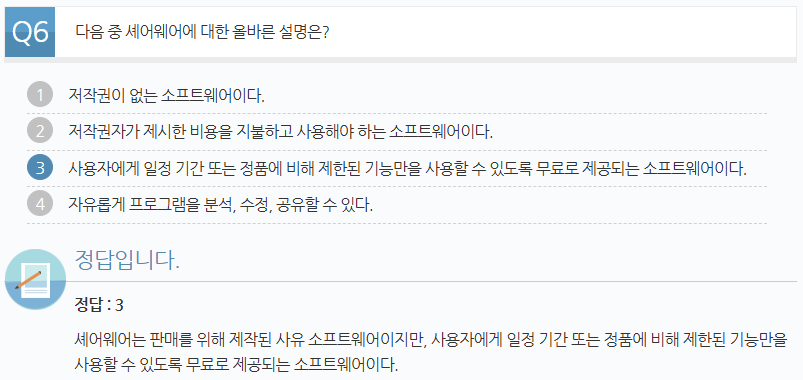 Q6 다음 중 셰어웨어에 대한 올바른 설명은?
1 저작권이 없는 소프트웨어이다.
2 저작권자가 제시한 비용을 지불하고 사용해야 하는 소프트웨어이다.
3 사용자에게 일정 기간 또는 정품에 비해 제한된 기능만을 사용할 수 있도록 무료로 제공되는 소프트웨어이다.
4 자유롭게 프로그램을 분석, 수정, 공유할 수 있다.
정답입니다.
정답 : 3
셰어웨어는 판매를 위해 제작된 사유 소프트웨어이지만, 사용자에게 일정 기간 또는 정품에 비해 제한된 기능만을
사용할 수 있도록 무료로 제공되는 소프트웨어이다.